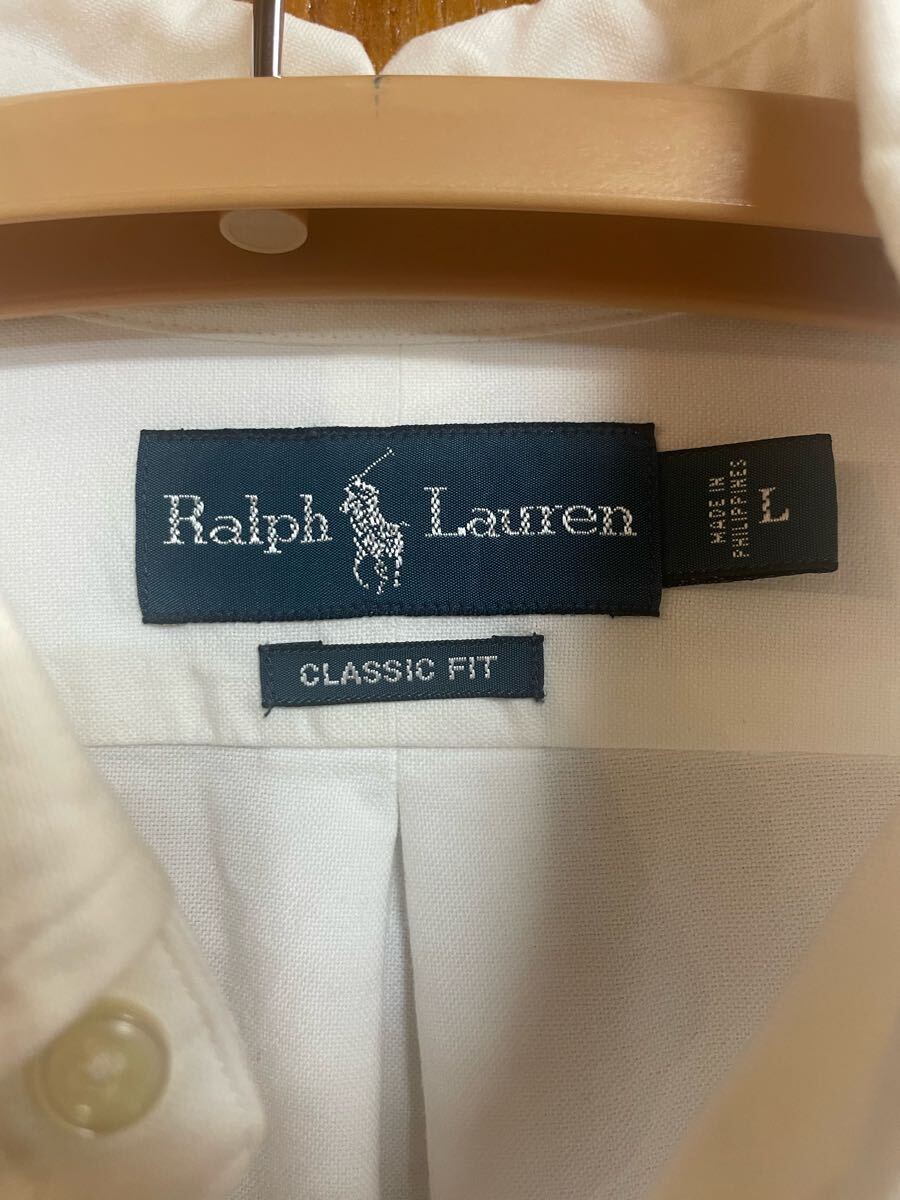 Ralph Lauren
MADE IN
PHILIPPINES
L
CLASSIC FIT